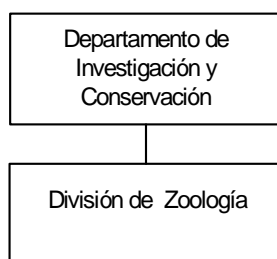 Departamento de
Investigación y
Conservación
División de Zoología